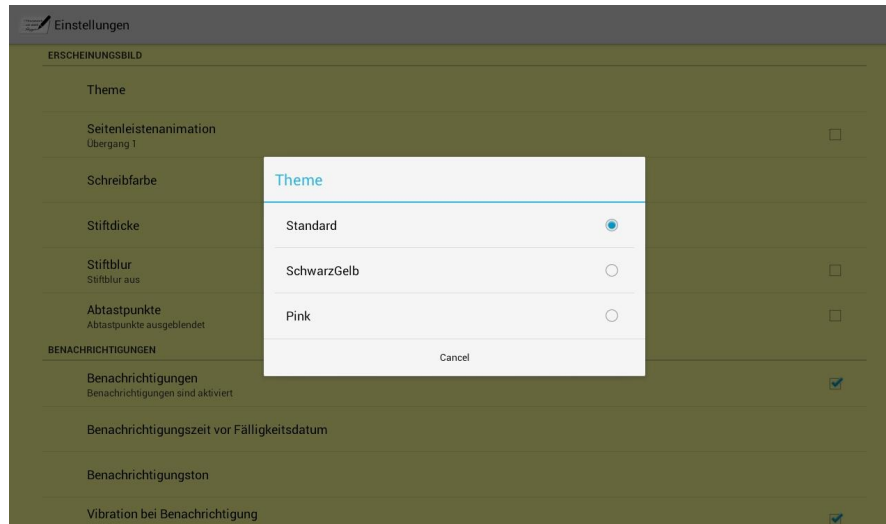 Einstellungen
ERSCHEINUNGSBILD
Theme
Seitenleistenanimation
Übergang 1
Schreibfarbe
Stiftdicke
Stiftblur
Stiftblur aus
Abtastpunkte
Abtastpunkte ausgeblendet
Theme
Standard
SchwarzGelb
Pink
Cancel
BENACHRICHTIGUNGEN
Benachrichtigungen
Benachrichtigungen sind aktiviert
Benachrichtigungszeit vor Fälligkeitsdatum
Benachrichtigungston
Vibration bei Benachrichtigung